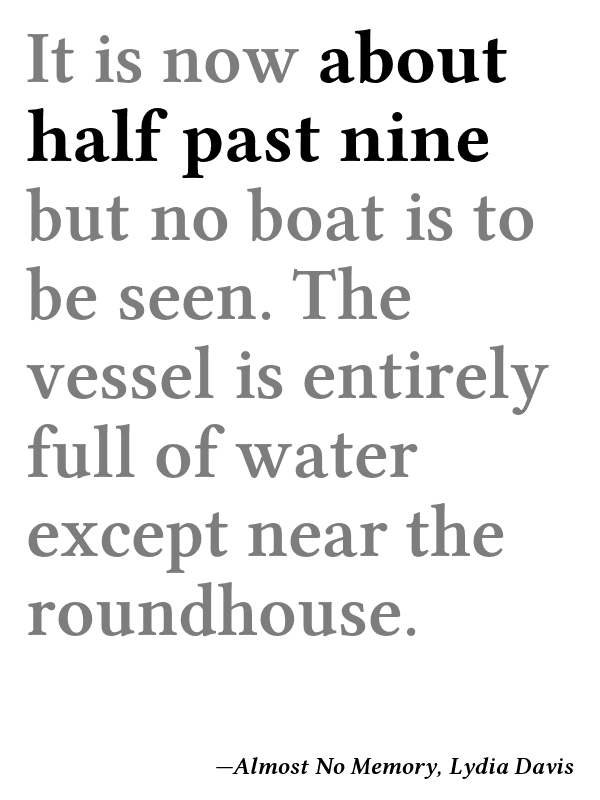 It is now about
half past nine
but no boat is to
be seen. The
vessel is entirely
full of water
except near the
roundhouse.
—Almost No Memory, Lydia Davis